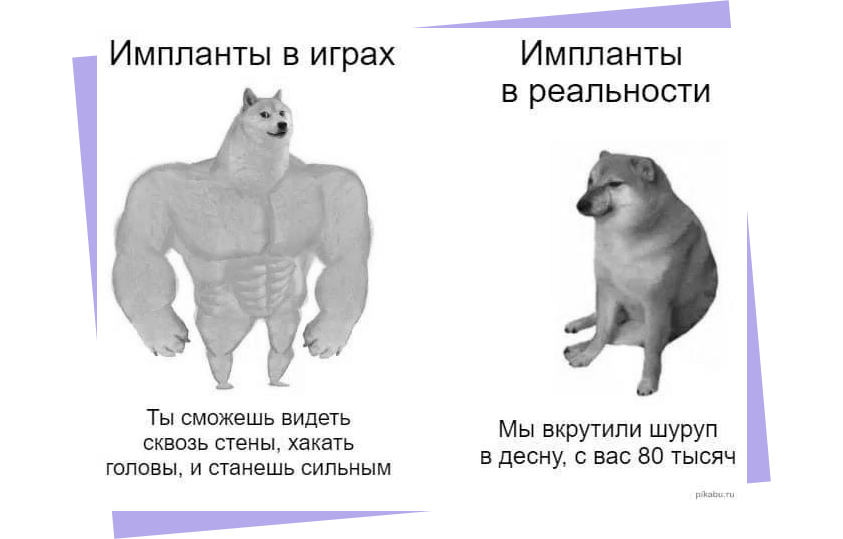 Импланты в играх
Импланты
в реальности
Ты сможешь видеть
сквозь стены, хакать
головы, и станешь сильным
Мы вкрутили шуруп
в десну, с вас 80 тысяч
pikabu.ru